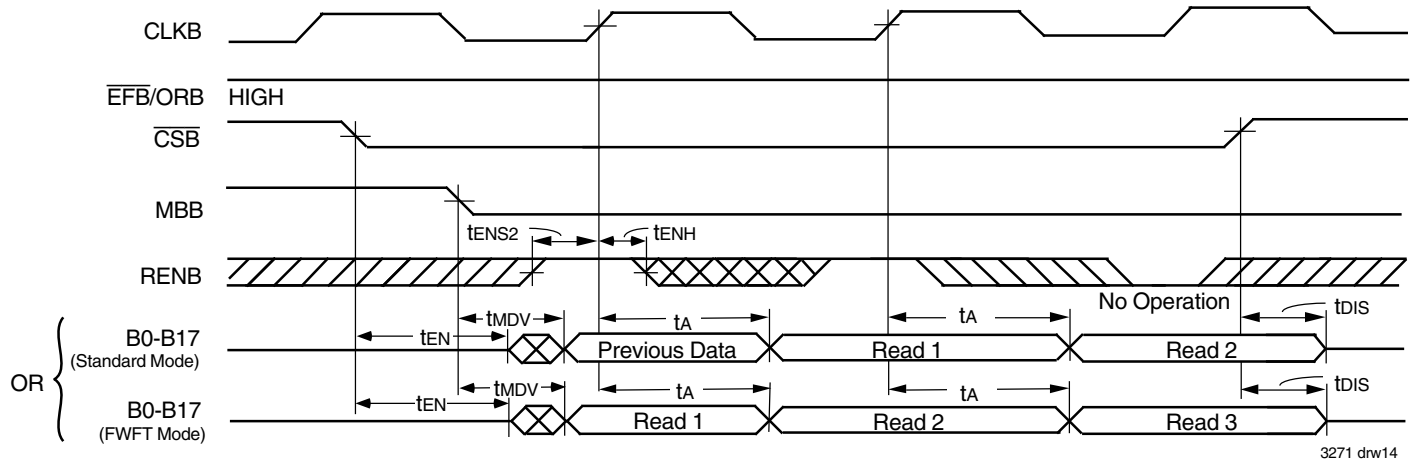 CLKB
EFB/ORB HIGH
CSB
MBB
tENS2 tENH
RENB
No Operation
tMDV tA tA tDIS
tEN
B0-B17
(Standard Mode)
Previous Data Read 1 Read 2
OR
tMDV tA tA tDIS
tEN
B0-B17
(FWFT Mode)
Read 1 Read 2 Read 3
3271 drw14